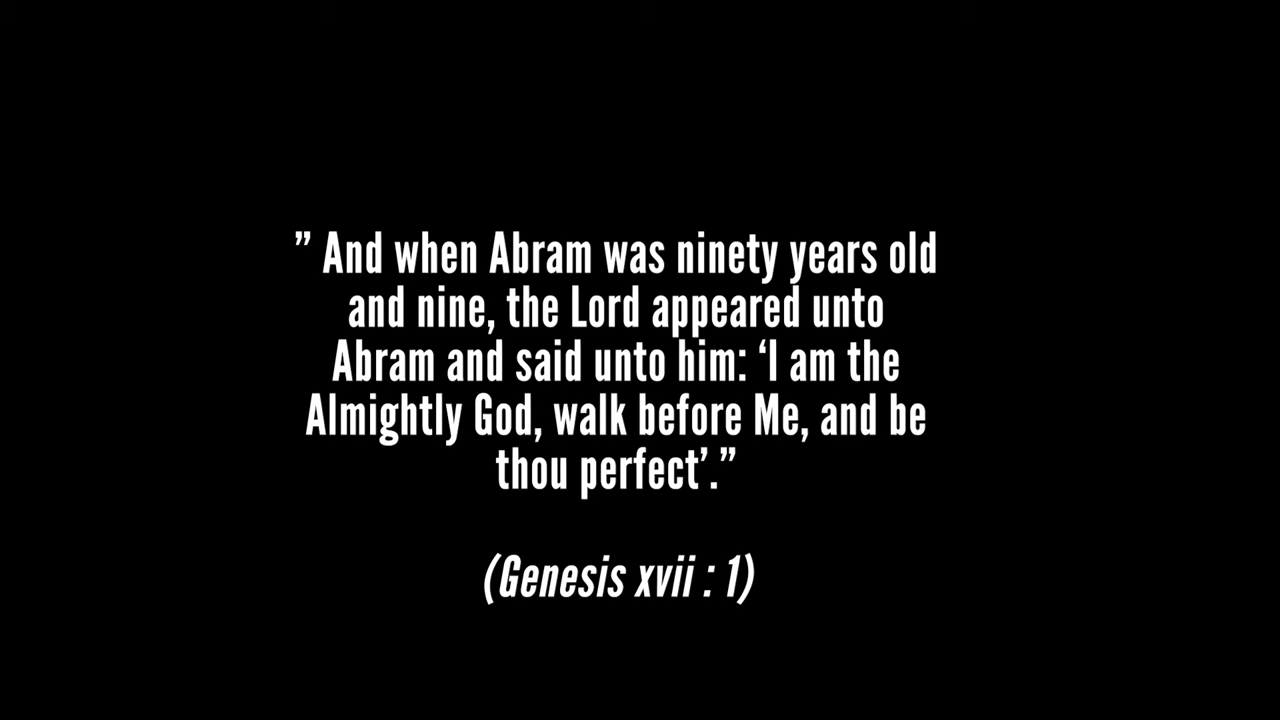 ” And when Abram was ninety years old
and nine, the Lord appeared unto
Abram and said unto him: ‘I am the
Almightly God, walk before Me, and be
thou perfect’.”
(Genesis xvii : 1)